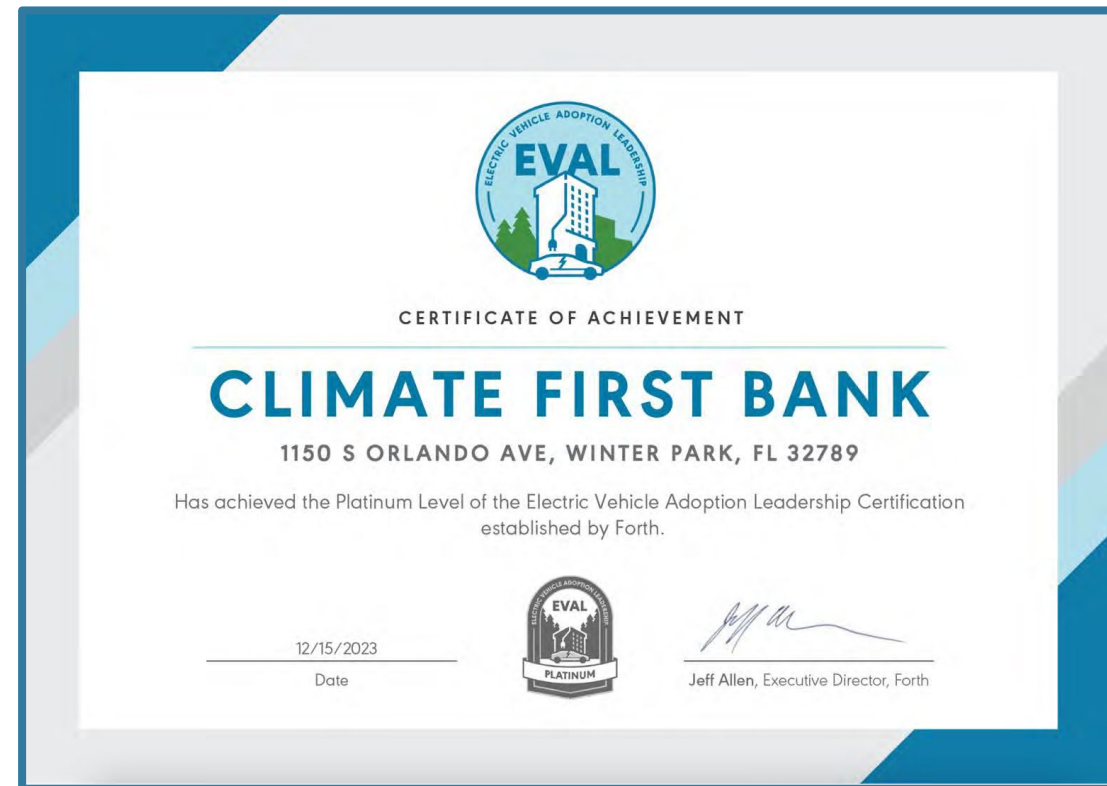 ELECTRIC VEHICLE ADOPTION LEADERSHIP
EVAL
CERTIFICATE OF ACHIEVEMENT
CLIMATE FIRST BANK
1150 S ORLANDO AVE, WINTER PARK, FL 32789
Has achieved the Platinum Level of the Electric Vehicle Adoption Leadership Certification
established by Forth.
12/15/2023
Date
ELECTRIC VEHICLE ADOPTION LEADERSHIP
EVAL
PLATINUM
Jeff Allen, Executive Director, Forth